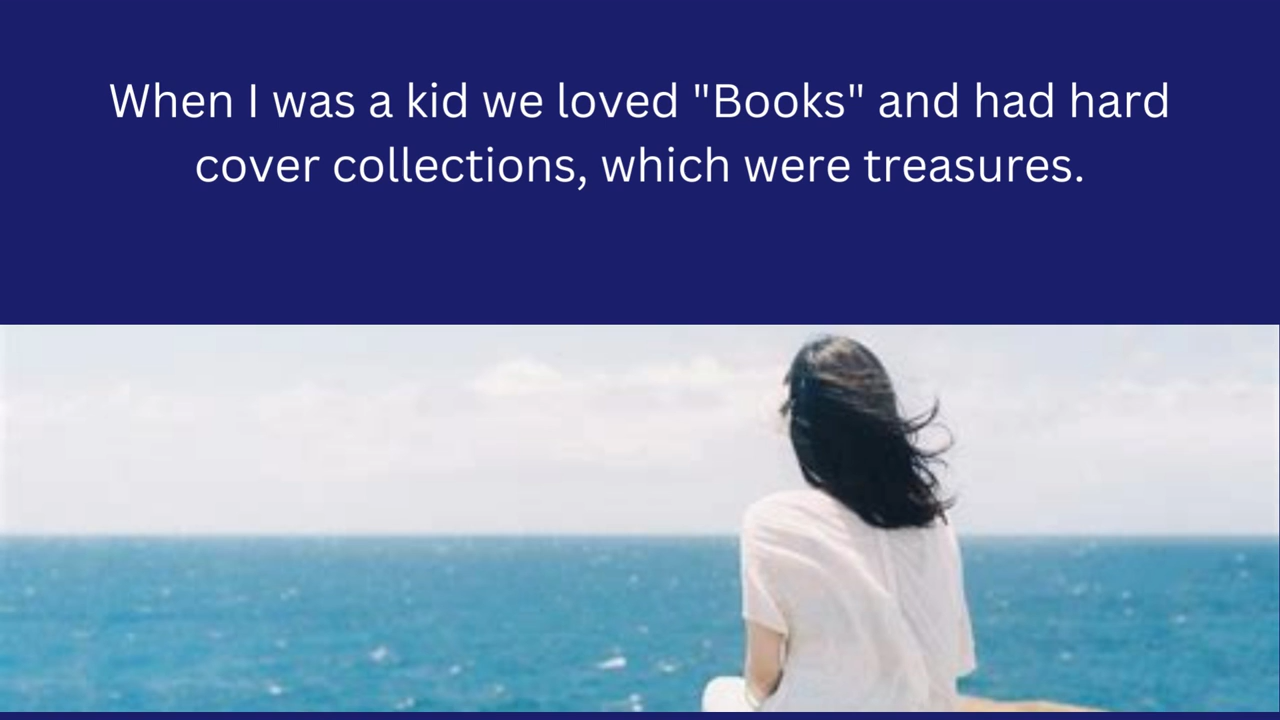 When I was a kid we loved "Books" and had hard
cover collections, which were treasures.